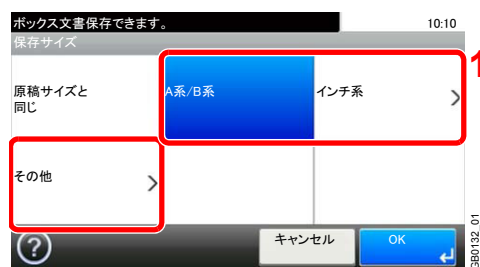 ボックス文書保存できます。 10:10
保存サイズ
原稿サイズと
同じ
A系/B系
インチ系
1
その他
キャンセル
OK
GB0132_01